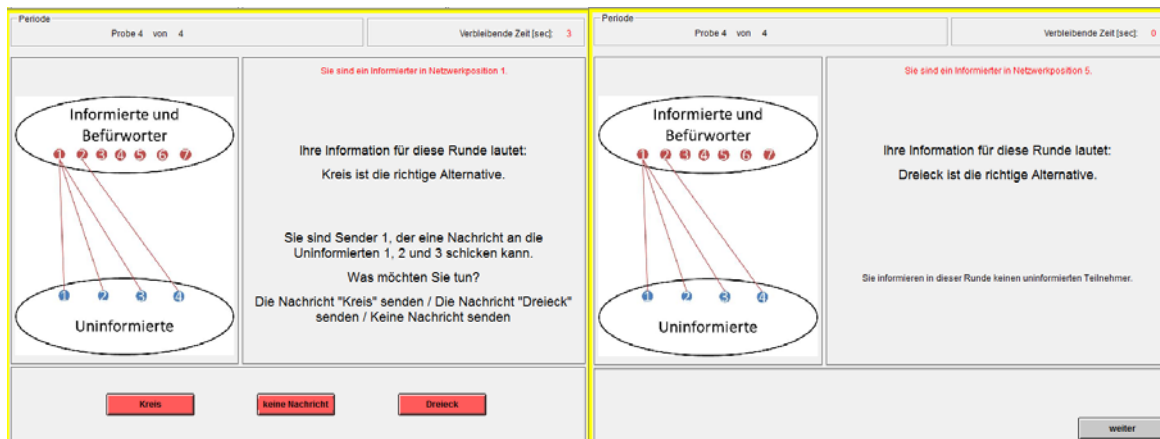 Periode
Probe 4 von 4
Verbleibende Zeit [sec]: 3
Sie sind ein Informierter in Netzwerkposition 1.
Informierte und
Befürworter
1 2 3 4 5 6 7
1 2 3 4
Uninformierte
Ihre Information für diese Runde lautet:
Kreis ist die richtige Alternative.
Sie sind Sender 1, der eine Nachricht an die
Uninformierten 1, 2 und 3 schicken kann.
Was möchten Sie tun?
Die Nachricht "Kreis" senden / Die Nachricht "Dreieck"
senden / Keine Nachricht senden
Kreis
keine Nachricht
Dreieck
Periode
Probe 4 von 4
Verbleibende Zeit [sec]: 0
Sie sind ein Informierter in Netzwerkposition 5.
Informierte und
Befürworter
1 2 3 4 5 6 7
1 2 3 4
Uninformierte
Ihre Information für diese Runde lautet:
Dreieck ist die richtige Alternative.
Sie informieren in dieser Runde keinen uninformierten Teilnehmer.
weiter